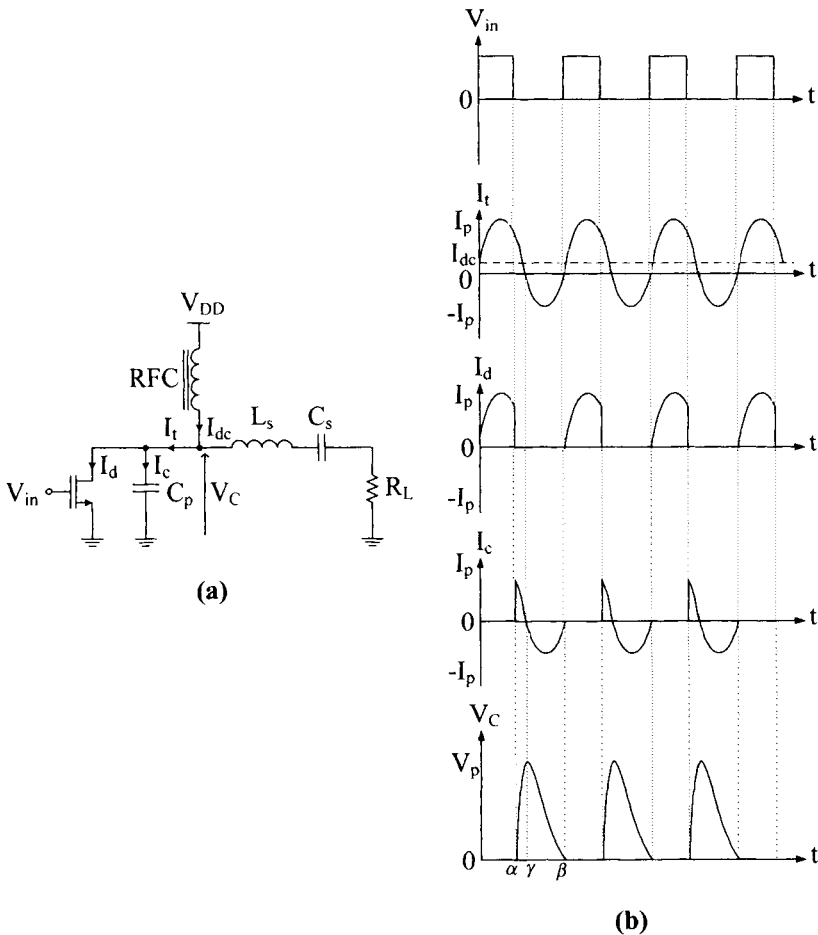 V_DD
RFC
I_t
I_dc
L_s
C_s
I_d
I_c
V_in
C_p
V_C
R_L
(a)
V_in
0
t
I_t
I_p
I_dc
0
t
-I_p
I_d
I_p
0
t
-I_p
I_c
I_p
0
t
-I_p
V_C
V_p
0
α γ β
t
(b)